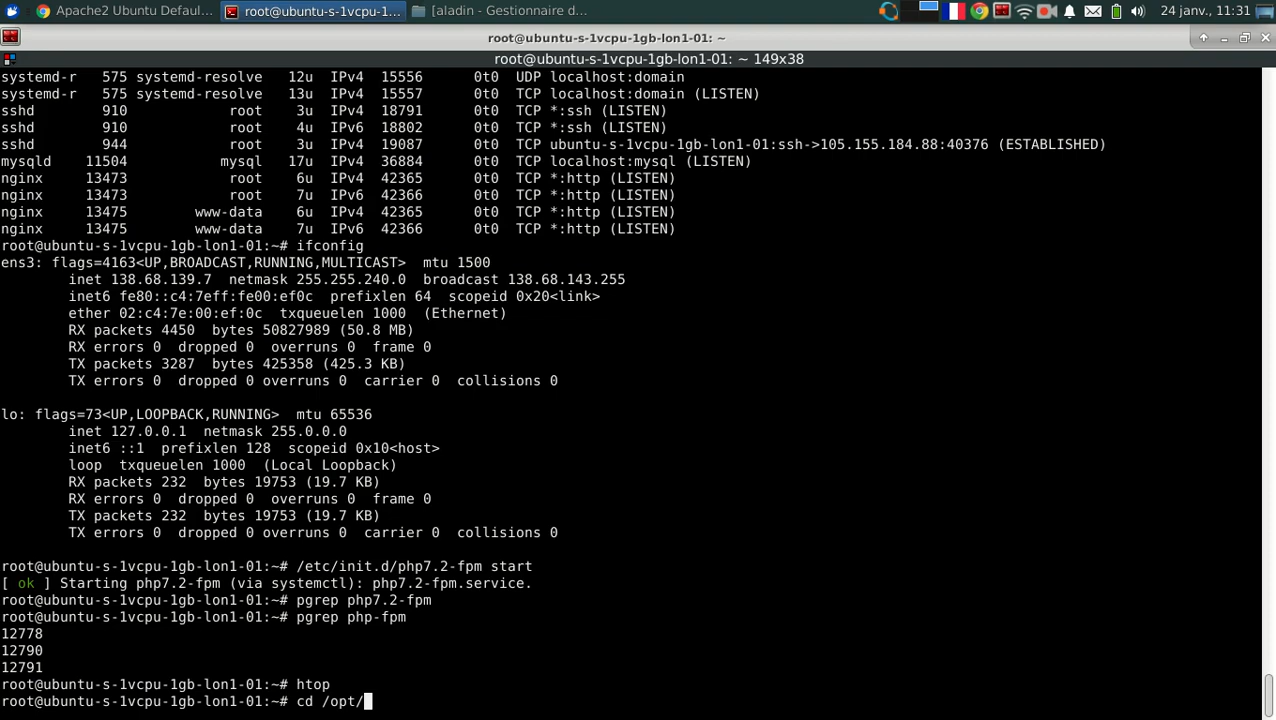 Apache2 Ubuntu Defaul...
root@ubuntu-s-1vcpu-1...
[aladin - Gestionnaire d...
24 janv., 11:31
root@ubuntu-s-1vcpu-1gb-lon1-01: ~
root@ubuntu-s-1vcpu-1gb-lon1-01: ~ 149x38
systemd-r   575 systemd-resolve   12u  IPv4  15556      0t0  UDP localhost:domain
systemd-r   575 systemd-resolve   13u  IPv4  15557      0t0  TCP localhost:domain (LISTEN)
sshd        910            root    3u  IPv4  18791      0t0  TCP *:ssh (LISTEN)
sshd        910            root    4u  IPv6  18802      0t0  TCP *:ssh (LISTEN)
sshd        944            root    3u  IPv4  19087      0t0  TCP ubuntu-s-1vcpu-1gb-lon1-01:ssh->105.155.184.88:40376 (ESTABLISHED)
mysqld    11504           mysql   17u  IPv4  36884      0t0  TCP localhost:mysql (LISTEN)
nginx     13473            root    6u  IPv4  42365      0t0  TCP *:http (LISTEN)
nginx     13473            root    7u  IPv6  42366      0t0  TCP *:http (LISTEN)
nginx     13475        www-data    6u  IPv4  42365      0t0  TCP *:http (LISTEN)
nginx     13475        www-data    7u  IPv6  42366      0t0  TCP *:http (LISTEN)
root@ubuntu-s-1vcpu-1gb-lon1-01:~# ifconfig
ens3: flags=4163<UP,BROADCAST,RUNNING,MULTICAST>  mtu 1500
        inet 138.68.139.7  netmask 255.255.240.0  broadcast 138.68.143.255
        inet6 fe80::c4:7eff:fe00:ef0c  prefixlen 64  scopeid 0x20<link>
        ether 02:c4:7e:00:ef:0c  txqueuelen 1000  (Ethernet)
        RX packets 4450  bytes 50827989 (50.8 MB)
        RX errors 0  dropped 0  overruns 0  frame 0
        TX packets 3287  bytes 425358 (425.3 KB)
        TX errors 0  dropped 0 overruns 0  carrier 0  collisions 0
lo: flags=73<UP,LOOPBACK,RUNNING>  mtu 65536
        inet 127.0.0.1  netmask 255.0.0.0
        inet6 ::1  prefixlen 128  scopeid 0x10<host>
        loop  txqueuelen 1000  (Local Loopback)
        RX packets 232  bytes 19753 (19.7 KB)
        RX errors 0  dropped 0  overruns 0  frame 0
        TX packets 232  bytes 19753 (19.7 KB)
        TX errors 0  dropped 0 overruns 0  carrier 0  collisions 0
root@ubuntu-s-1vcpu-1gb-lon1-01:~# /etc/init.d/php7.2-fpm start
[ ok ] Starting php7.2-fpm (via systemctl): php7.2-fpm.service.
root@ubuntu-s-1vcpu-1gb-lon1-01:~# pgrep php7.2-fpm
root@ubuntu-s-1vcpu-1gb-lon1-01:~# pgrep php-fpm
12778
12790
12791
root@ubuntu-s-1vcpu-1gb-lon1-01:~# htop
root@ubuntu-s-1vcpu-1gb-lon1-01:~# cd /opt/